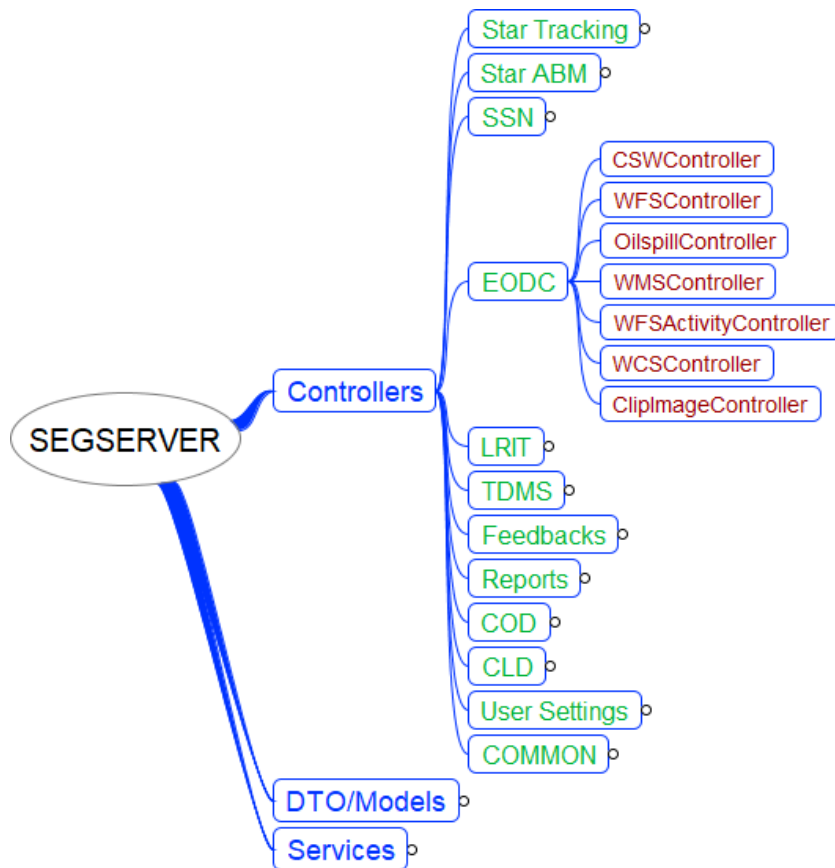 Star Tracking
Star ABM
SSN
CSWController
WFSController
OilspillController
EODC
WMSController
WFSActivityController
WCSController
ClipImageController
Controllers
SEGSERVER
LRIT
TDMS
Feedbacks
Reports
COD
CLD
User Settings
COMMON
DTO/Models
Services